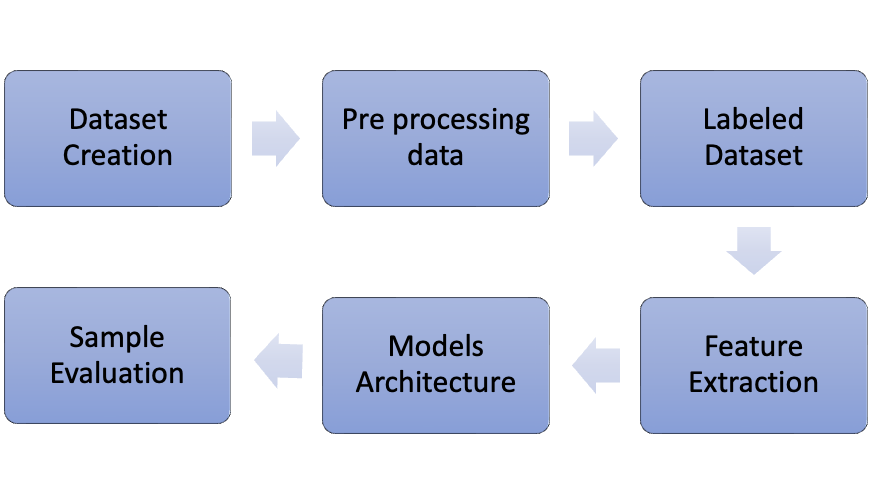 Dataset
Creation
Pre processing
data
Labeled
Dataset
Feature
Extraction
Models
Architecture
Sample
Evaluation